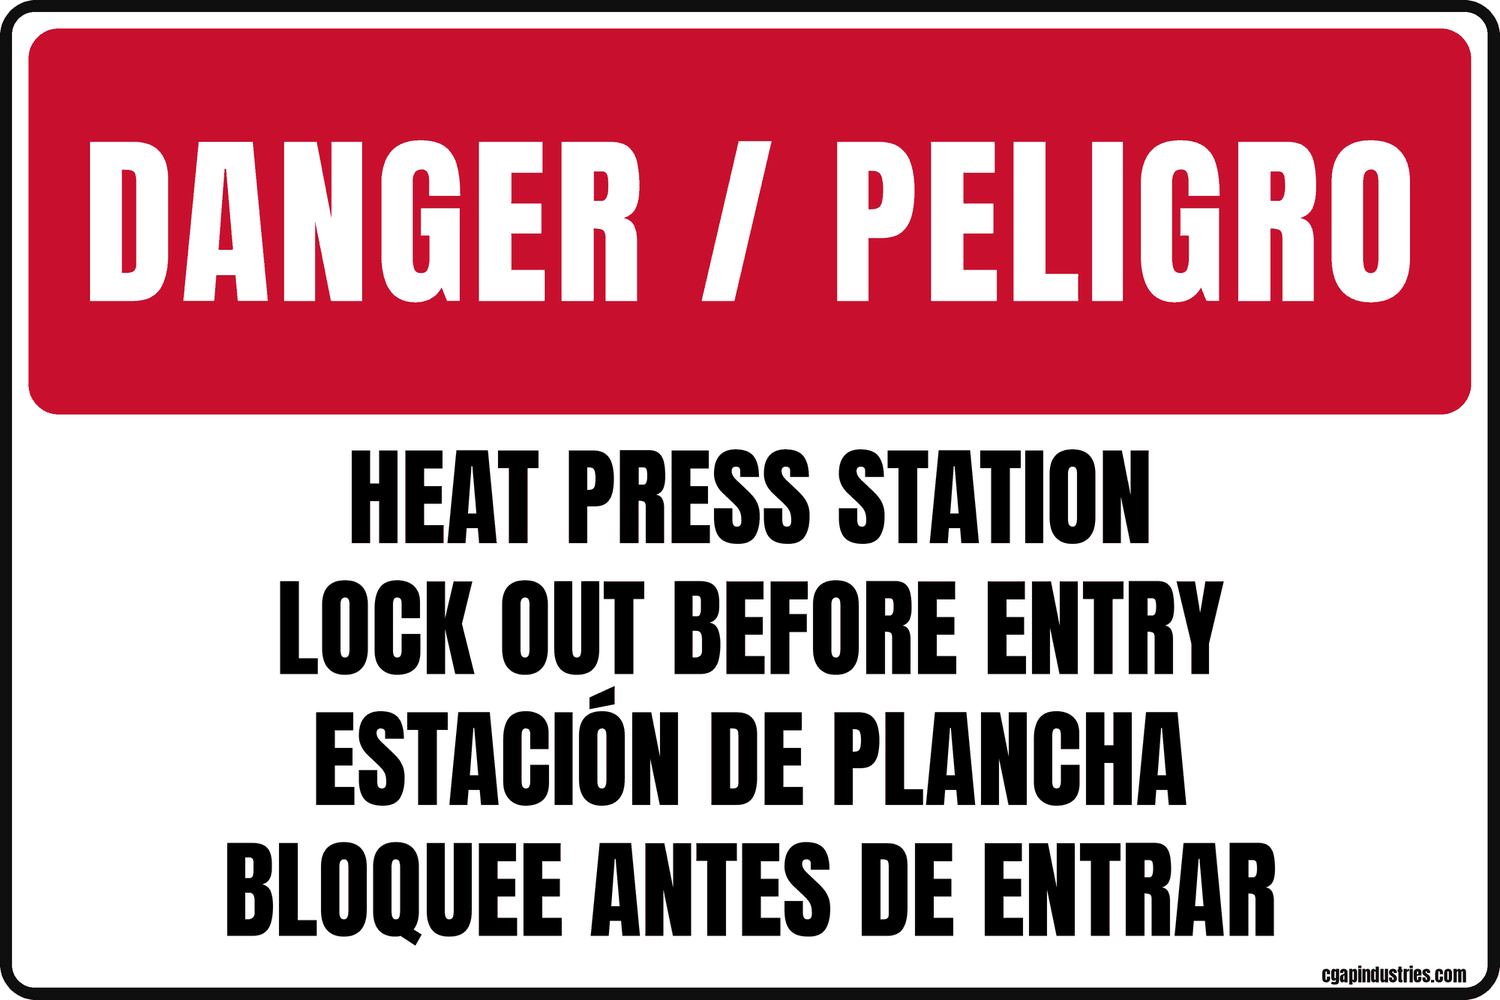 DANGER / PELIGRO
HEAT PRESS STATION
LOCK OUT BEFORE ENTRY
ESTACIÓN DE PLANCHA
BLOQUEE ANTES DE ENTRAR
cgapindustries.com